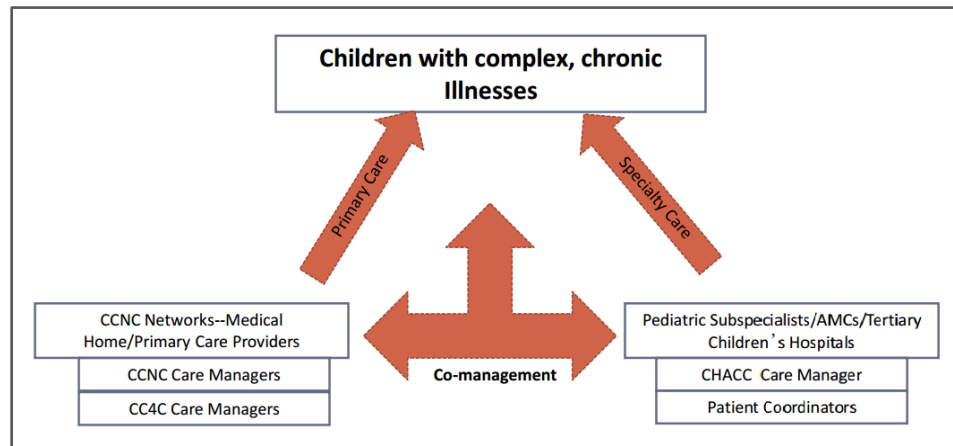 Children with complex, chronic
Illnesses
Primary Care
Specialty Care
CCNC Networks--Medical
Home/Primary Care Providers
CCNC Care Managers
CC4C Care Managers
Co-management
Pediatric Subspecialists/AMCs/Tertiary
Children’s Hospitals
CHACC Care Manager
Patient Coordinators